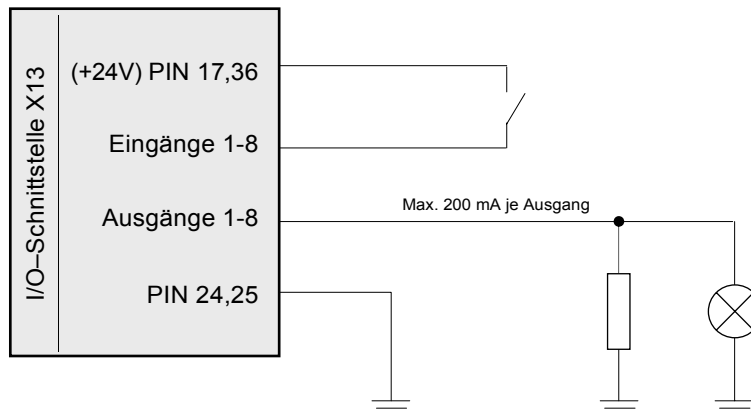 I/O–Schnittstelle X13
(+24V) PIN 17,36
Eingänge 1-8
Ausgänge 1-8
Max. 200 mA je Ausgang
PIN 24,25